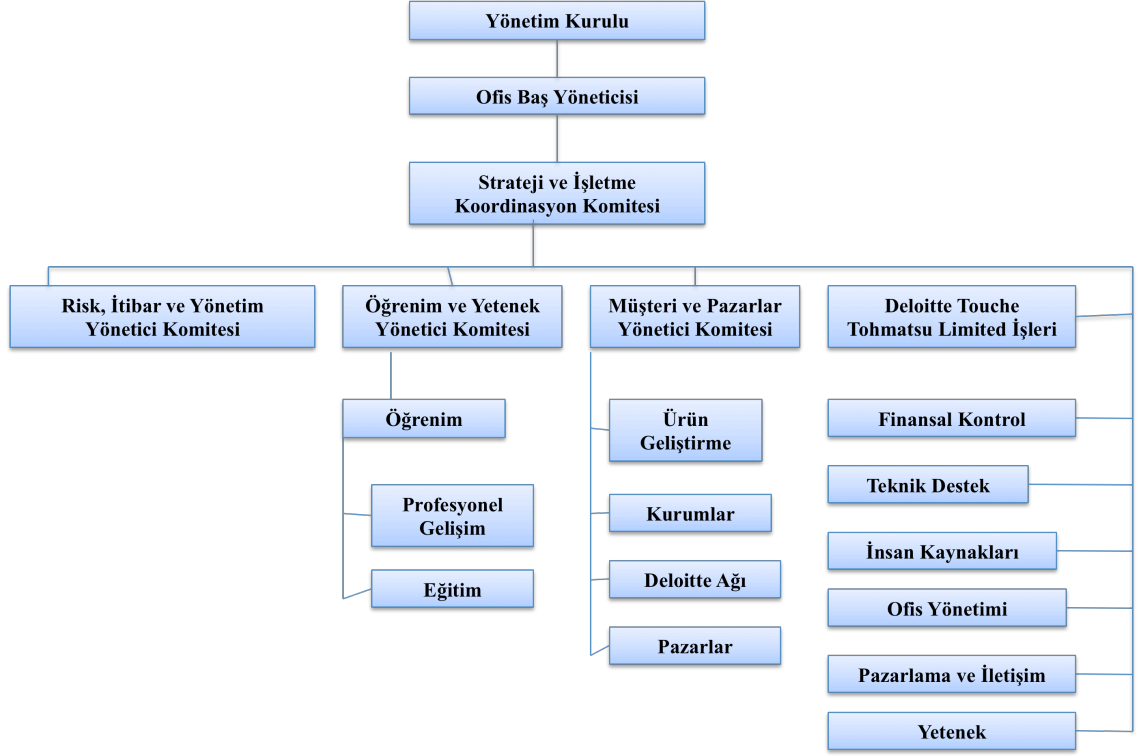 Yönetim Kurulu
Ofis Baş Yöneticisi
Strateji ve İşletme
Koordinasyon Komitesi
Risk, İtibar ve Yönetim
Yönetici Komitesi
Öğrenim ve Yetenek
Yönetici Komitesi
Müşteri ve Pazarlar
Yönetici Komitesi
Deloitte Touche
Tohmatsu Limited İşleri
Öğrenim
Profesyonel
Gelişim
Eğitim
Ürün
Geliştirme
Kurumlar
Deloitte Ağı
Pazarlar
Finansal Kontrol
Teknik Destek
İnsan Kaynakları
Ofis Yönetimi
Pazarlama ve İletişim
Yetenek